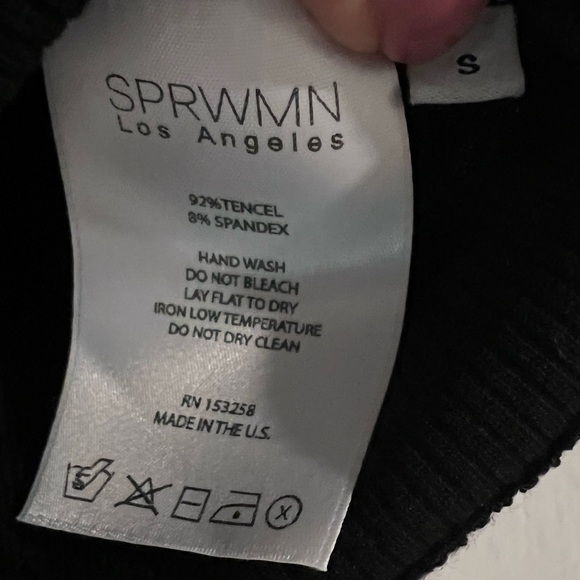 SPRWMN
Los Angeles
S
92%TENCEL
8% SPANDEX
HAND WASH
DO NOT BLEACH
LAY FLAT TO DRY
IRON LOW TEMPERATURE
DO NOT DRY CLEAN
RN 153258
MADE IN THE U.S.
X